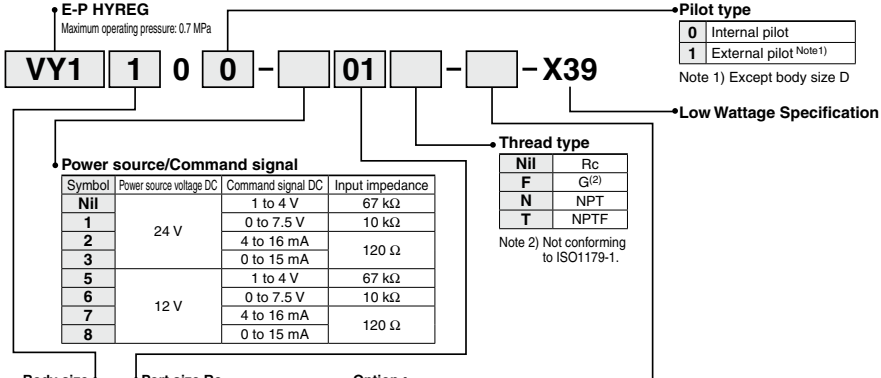 E-P HYREG
Maximum operating pressure: 0.7 MPa
VY1 1 0 0 – 01 – – X39
Pilot type
0 Internal pilot
1 External pilot Note1)
Note 1) Except body size D
Low Wattage Specification
Thread type
Nil Rc
F G(2)
N NPT
T NPTF
Note 2) Not conforming
to ISO1179-1.
Power source/Command signal
Symbol Power source voltage DC Command signal DC Input impedance
Nil 24 V 1 to 4 V 67 kΩ
1 0 to 7.5 V 10 kΩ
2 4 to 16 mA 120 Ω
3 0 to 15 mA
5 12 V 1 to 4 V 67 kΩ
6 0 to 7.5 V 10 kΩ
7 4 to 16 mA 120 Ω
8 0 to 15 mA